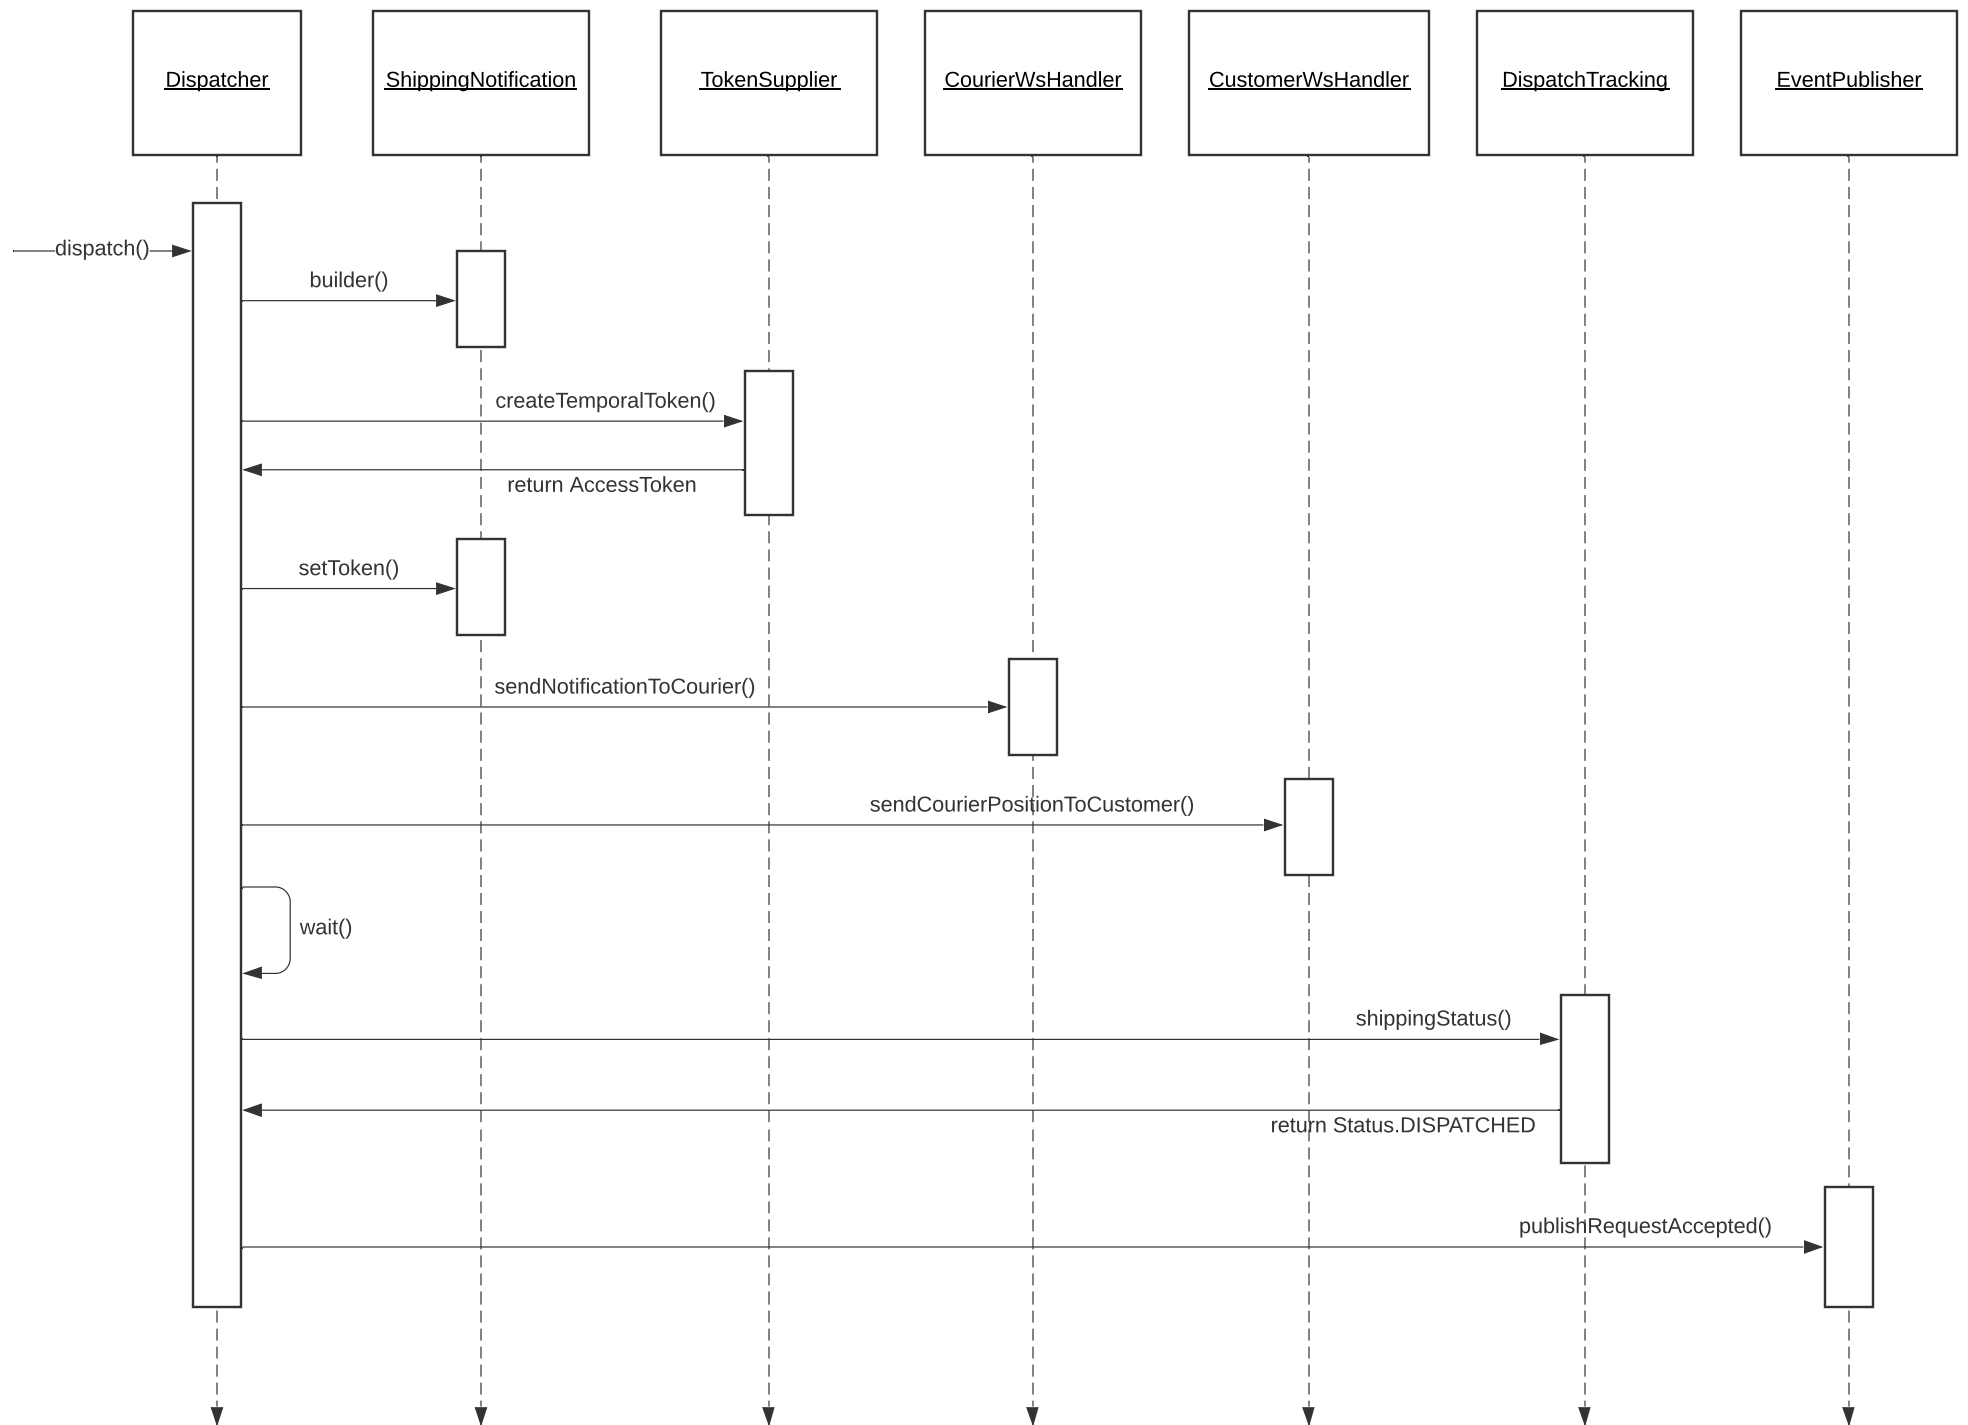 Dispatcher
ShippingNotification
TokenSupplier
CourierWsHandler
CustomerWsHandler
DispatchTracking
EventPublisher
dispatch()
builder()
createTemporalToken()
return AccessToken
setToken()
sendNotificationToCourier()
sendCourierPositionToCustomer()
wait()
shippingStatus()
return Status.DISPATCHED
publishRequestAccepted()